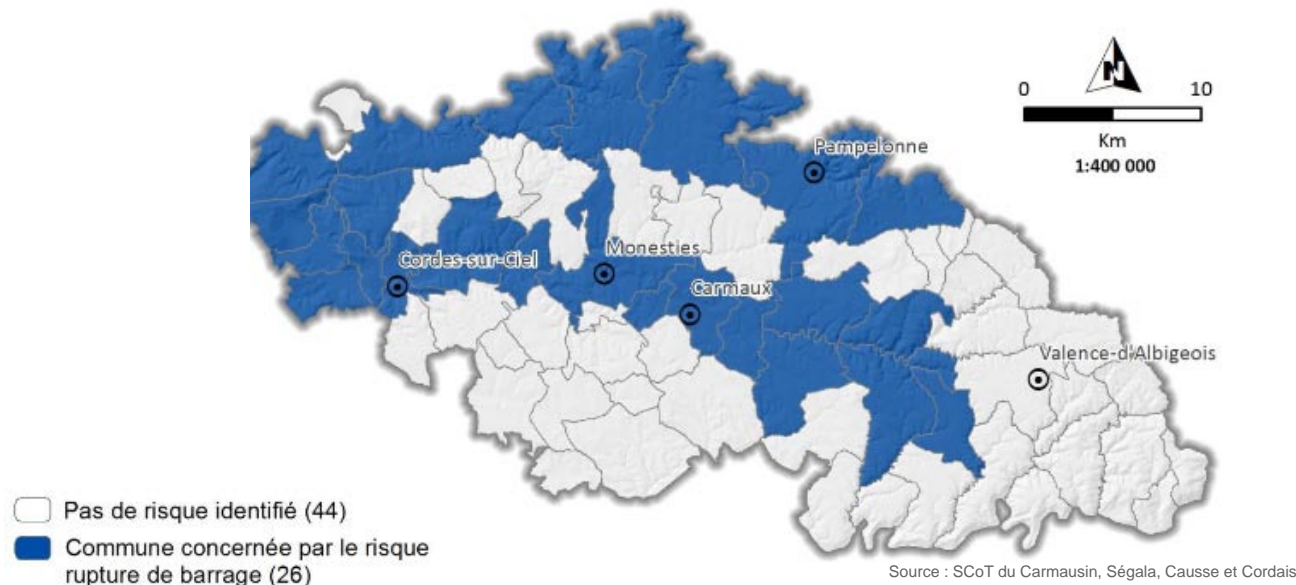 N
0 10
Km
1:400 000
Pampelonne
Monesties
Cordes-sur-Ciel
Carmaux
Valence-d'Albigeois
Pas de risque identifié (44)
Commune concernée par le risque
rupture de barrage (26)
Source : SCoT du Carmausin, Ségala, Causse et Cordais